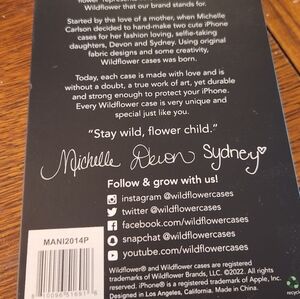 flower represents
Wildflower that our brand stands for.
Started by the love of a mother, when Michelle
Carlson decided to hand-make two cute iPhone
cases for her fashion loving, selfie-taking
daughters, Devon and Sydney. Using original
fabric designs and some creativity,
Wildflower cases was born.
Today, each case is made with love and is
without a doubt, a true work of art, yet durable
and strong enough to protect your iPhone.
Every Wildflower case is very unique and
special just like you.
"Stay wild, flower child."
Michelle Devon Sydney
Follow & grow with us!
instagram @wildflowercases
twitter @wildflowercases
facebook.com/wildflowercases
snapchat @wildflowercases
youtube.com/wildflowercases
MANI2014P
Wildflower® and Wildflower cases are registered
trademarks of Wildflower Brands, LLC. ©2022. All rights
reserved. iPhone® is a registered trademark of Apple, Inc.
Designed in Los Angeles, California. Made in China.